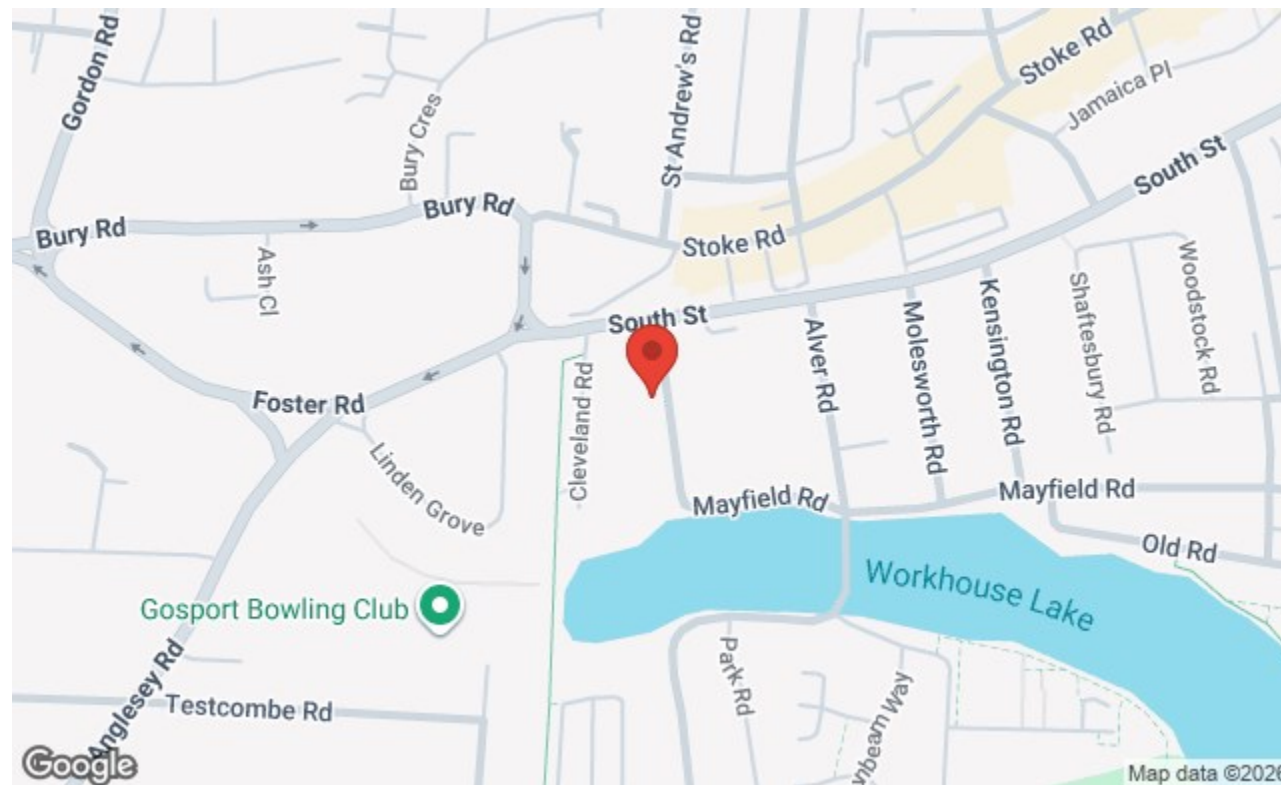 Gordon Rd
St Andrew's Rd
Stoke Rd
Jamaica Pl
Bury Cres
South St
Bury Rd
Bury Rd
Stoke Rd
Ash Cl
South St
Woodstock Rd
Shaftesbury Rd
Kensington Rd
Molesworth Rd
Alver Rd
Foster Rd
Cleveland Rd
Linden Grove
Mayfield Rd
Mayfield Rd
Old Rd
Workhouse Lake
Gosport Bowling Club
Park Rd
Anglesey Rd
Testcombe Rd
nbeam Way
Google
Map data ©2026